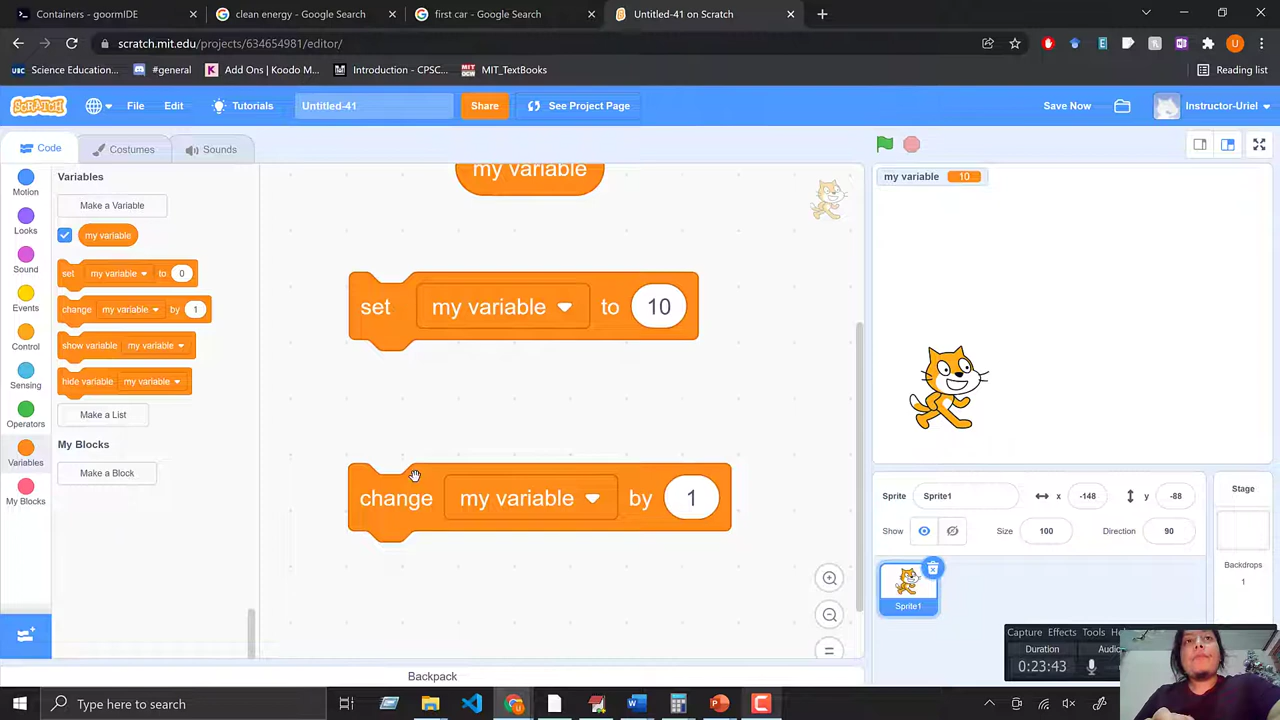 Containers - goormIDE
clean energy - Google Search
first car - Google Search
Untitled-41 on Scratch
scratch.mit.edu/projects/634654981/editor/
Science Education...
#general
Add Ons | Koodo M...
Introduction - CPSC...
MIT_TextBooks
Reading list
SCRATCH
File
Edit
Tutorials
Untitled-41
Share
See Project Page
Save Now
Instructor-Uriel
Code
Costumes
Sounds
Motion
Looks
Sound
Events
Control
Sensing
Operators
Variables
My Blocks
Variables
Make a Variable
my variable
set my variable to 0
change my variable by 1
show variable my variable
hide variable my variable
Make a List
My Blocks
Make a Block
my variable
set my variable to 10
change my variable by 1
Backpack
my variable 10
Sprite Sprite1 x -148 y -88
Show Size 100 Direction 90
Sprite1
Stage
Backdrops
1
Capture Effects Tools
Duration
0:23:43
Type here to search